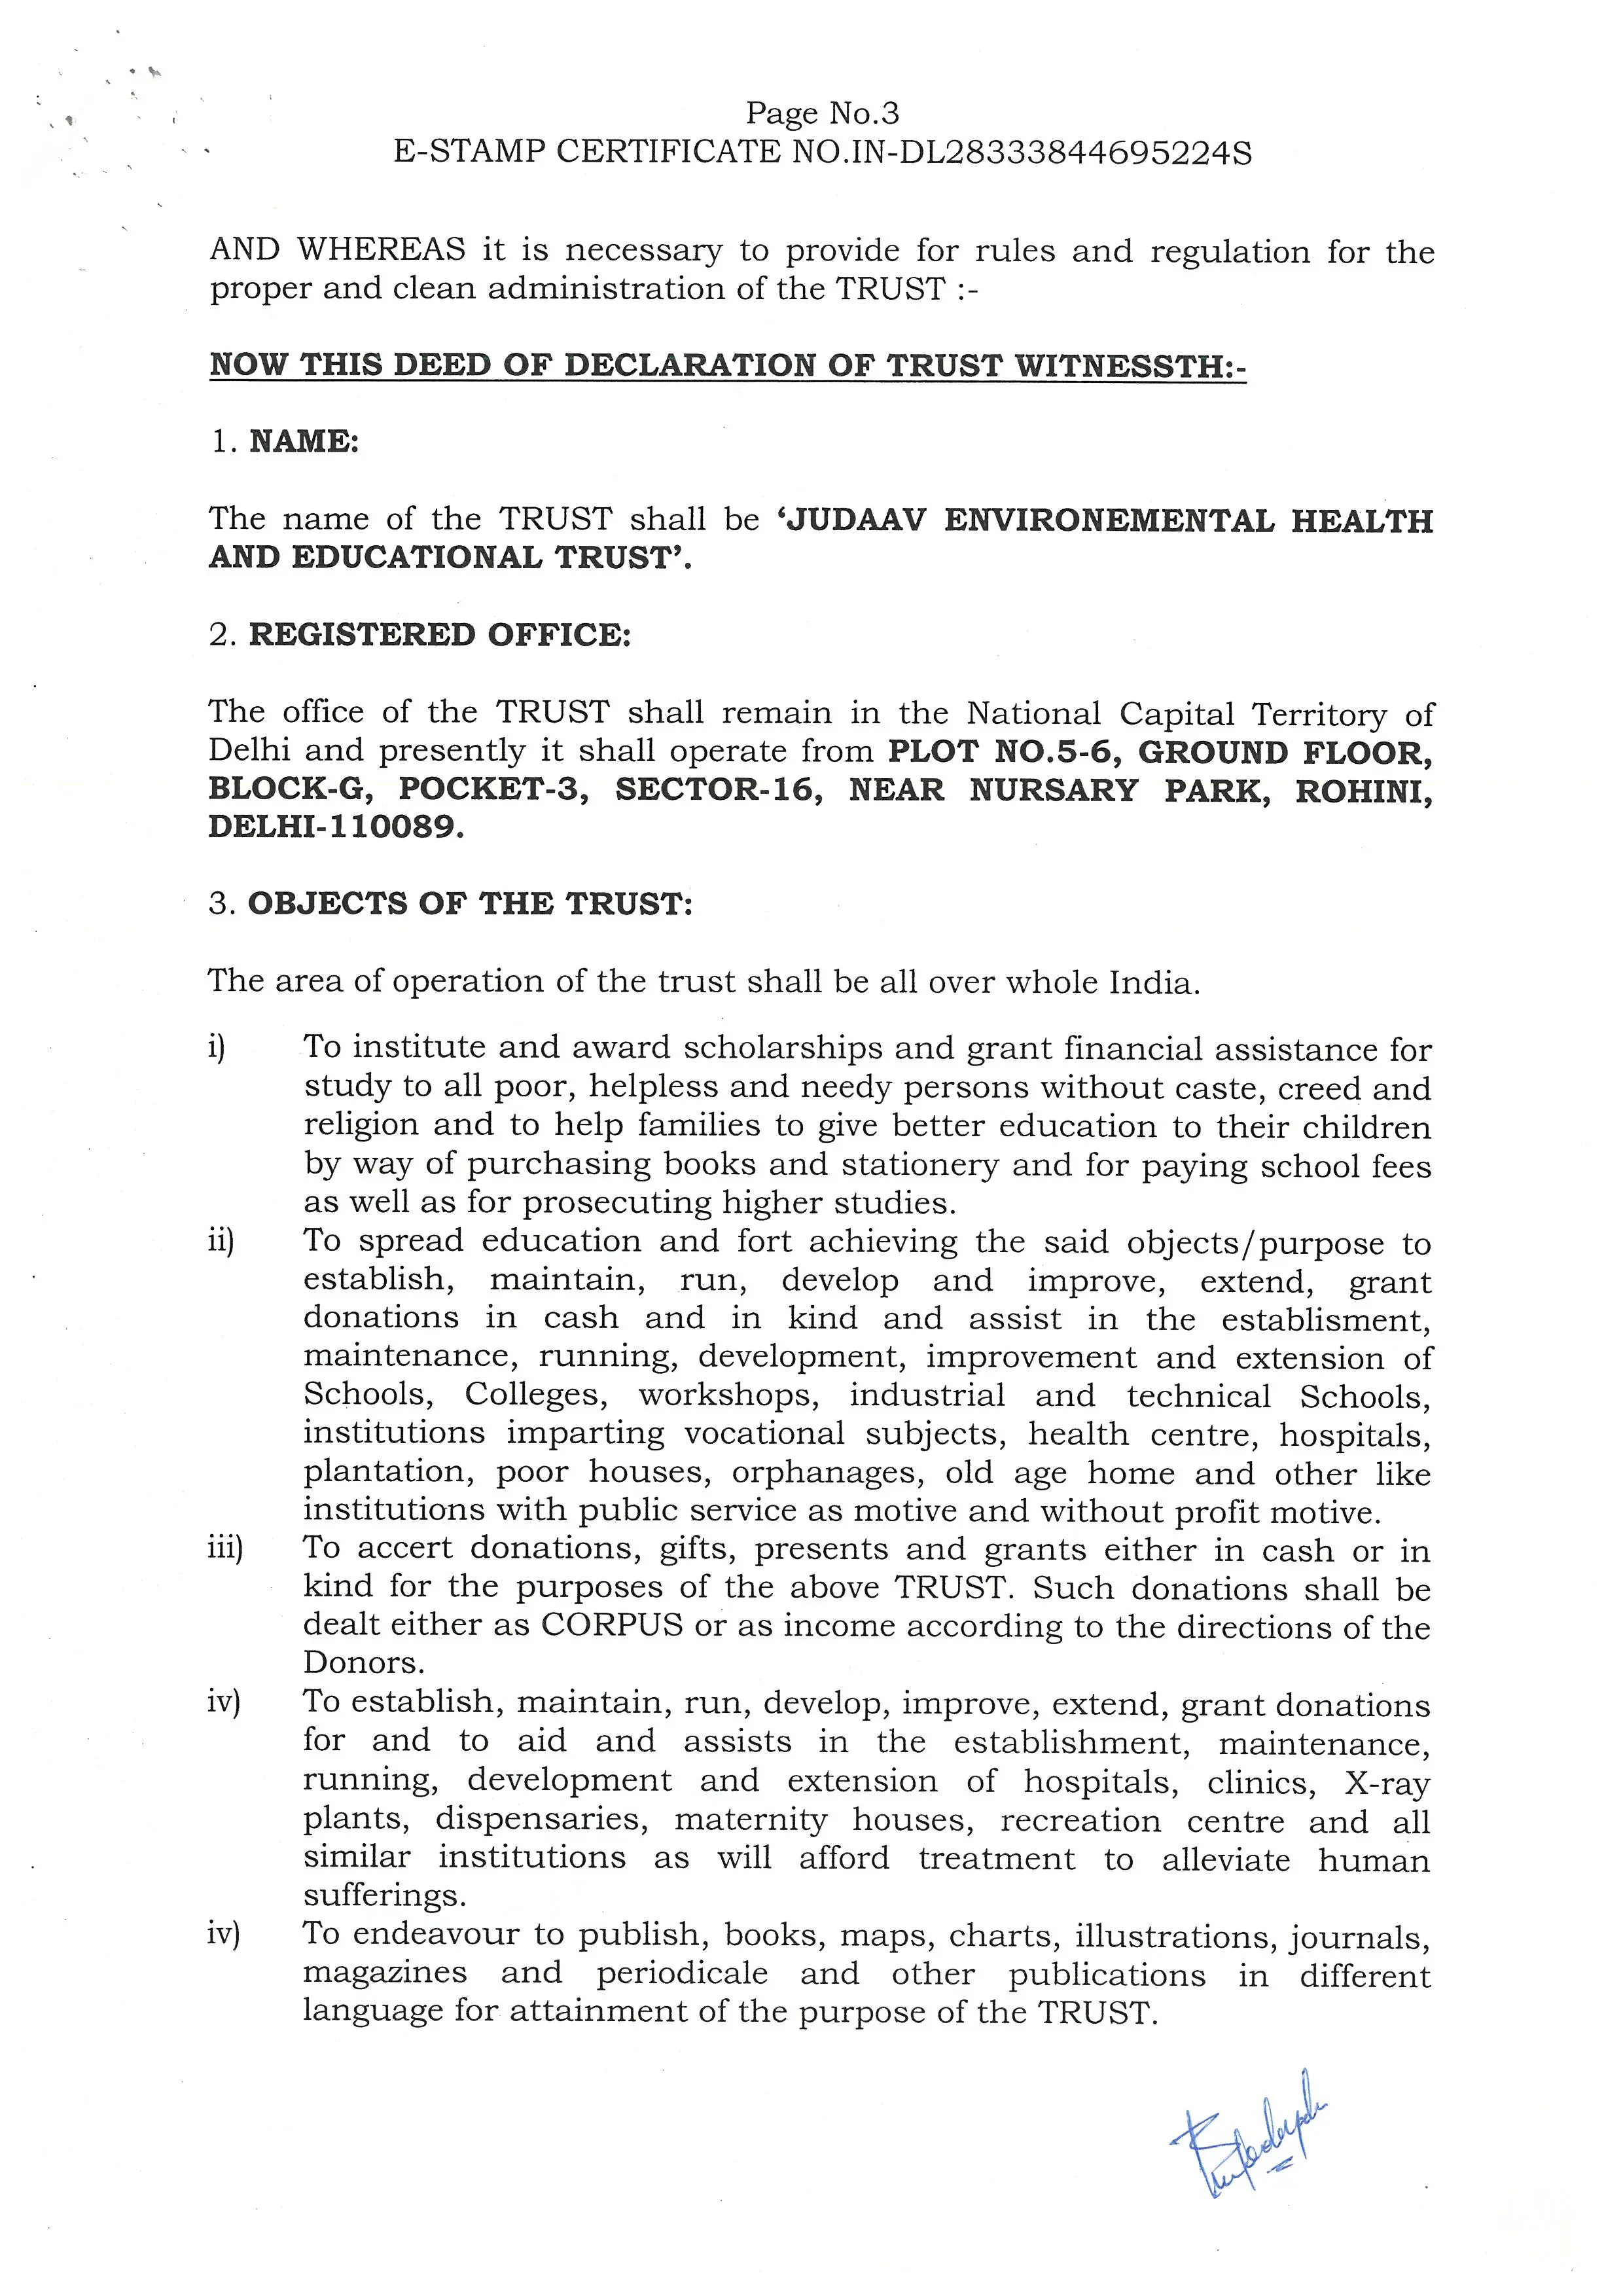 Page No.3
E-STAMP CERTIFICATE NO.IN-DL28333844695224S
AND WHEREAS it is necessary to provide for rules and regulation for the
proper and clean administration of the TRUST :-
NOW THIS DEED OF DECLARATION OF TRUST WITNESSTH:-
1. NAME:
The name of the TRUST shall be ‘JUDAAV ENVIRONEMENTAL HEALTH
AND EDUCATIONAL TRUST’.
2. REGISTERED OFFICE:
The office of the TRUST shall remain in the National Capital Territory of
Delhi and presently it shall operate from PLOT NO.5-6, GROUND FLOOR,
BLOCK-G, POCKET-3, SECTOR-16, NEAR NURSARY PARK, ROHINI,
DELHI-110089.
3. OBJECTS OF THE TRUST:
The area of operation of the trust shall be all over whole India.
i) To institute and award scholarships and grant financial assistance for
study to all poor, helpless and needy persons without caste, creed and
religion and to help families to give better education to their children
by way of purchasing books and stationery and for paying school fees
as well as for prosecuting higher studies.
ii) To spread education and fort achieving the said objects/purpose to
establish, maintain, run, develop and improve, extend, grant
donations in cash and in kind and assist in the establisment,
maintenance, running, development, improvement and extension of
Schools, Colleges, workshops, industrial and technical Schools,
institutions imparting vocational subjects, health centre, hospitals,
plantation, poor houses, orphanages, old age home and other like
institutions with public service as motive and without profit motive.
iii) To accert donations, gifts, presents and grants either in cash or in
kind for the purposes of the above TRUST. Such donations shall be
dealt either as CORPUS or as income according to the directions of the
Donors.
iv) To establish, maintain, run, develop, improve, extend, grant donations
for and to aid and assists in the establishment, maintenance,
running, development and extension of hospitals, clinics, X-ray
plants, dispensaries, maternity houses, recreation centre and all
similar institutions as will afford treatment to alleviate human
sufferings.
iv) To endeavour to publish, books, maps, charts, illustrations, journals,
magazines and periodicale and other publications in different
language for attainment of the purpose of the TRUST.